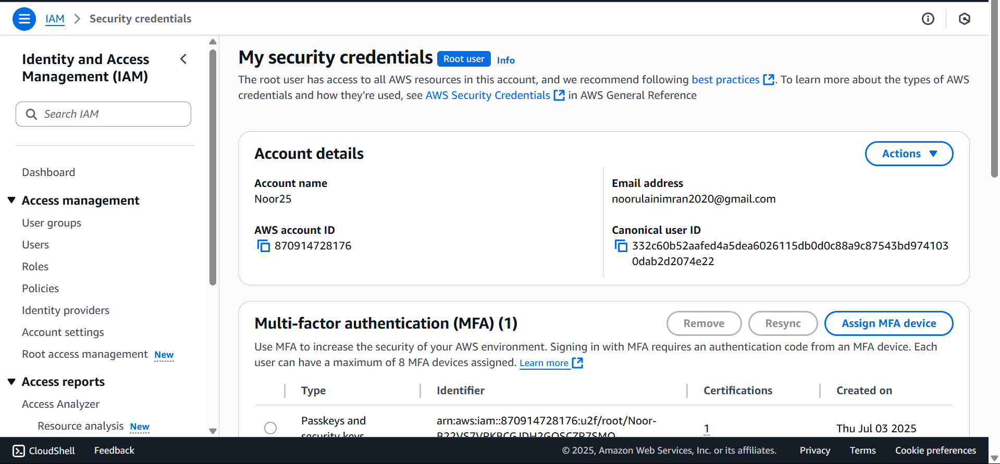 IAM > Security credentials
Identity and Access
Management (IAM)
Search IAM
Dashboard
Access management
User groups
Users
Roles
Policies
Identity providers
Account settings
Root access management New
Access reports
Access Analyzer
Resource analysis New
My security credentials Root user Info
The root user has access to all AWS resources in this account, and we recommend following best practices. To learn more about the types of AWS
credentials and how they're used, see AWS Security Credentials in AWS General Reference
Account details
Actions
Account name
Noor25
Email address
noorulainimran2020@gmail.com
AWS account ID
870914728176
Canonical user ID
332c60b52aafed4a5dea6026115db0d0c88a9c87543bd974103
0dab2d2074e22
Multi-factor authentication (MFA) (1)
Remove
Resync
Assign MFA device
Use MFA to increase the security of your AWS environment. Signing in with MFA requires an authentication code from an MFA device. Each
user can have a maximum of 8 MFA devices assigned. Learn more
Type Identifier Certifications Created on
Passkeys and
security keys
arn:aws:iam::870914728176:u2f/root/Noor-
1
Thu Jul 03 2025
CloudShell Feedback © 2025, Amazon Web Services, Inc. or its affiliates. Privacy Terms Cookie preferences